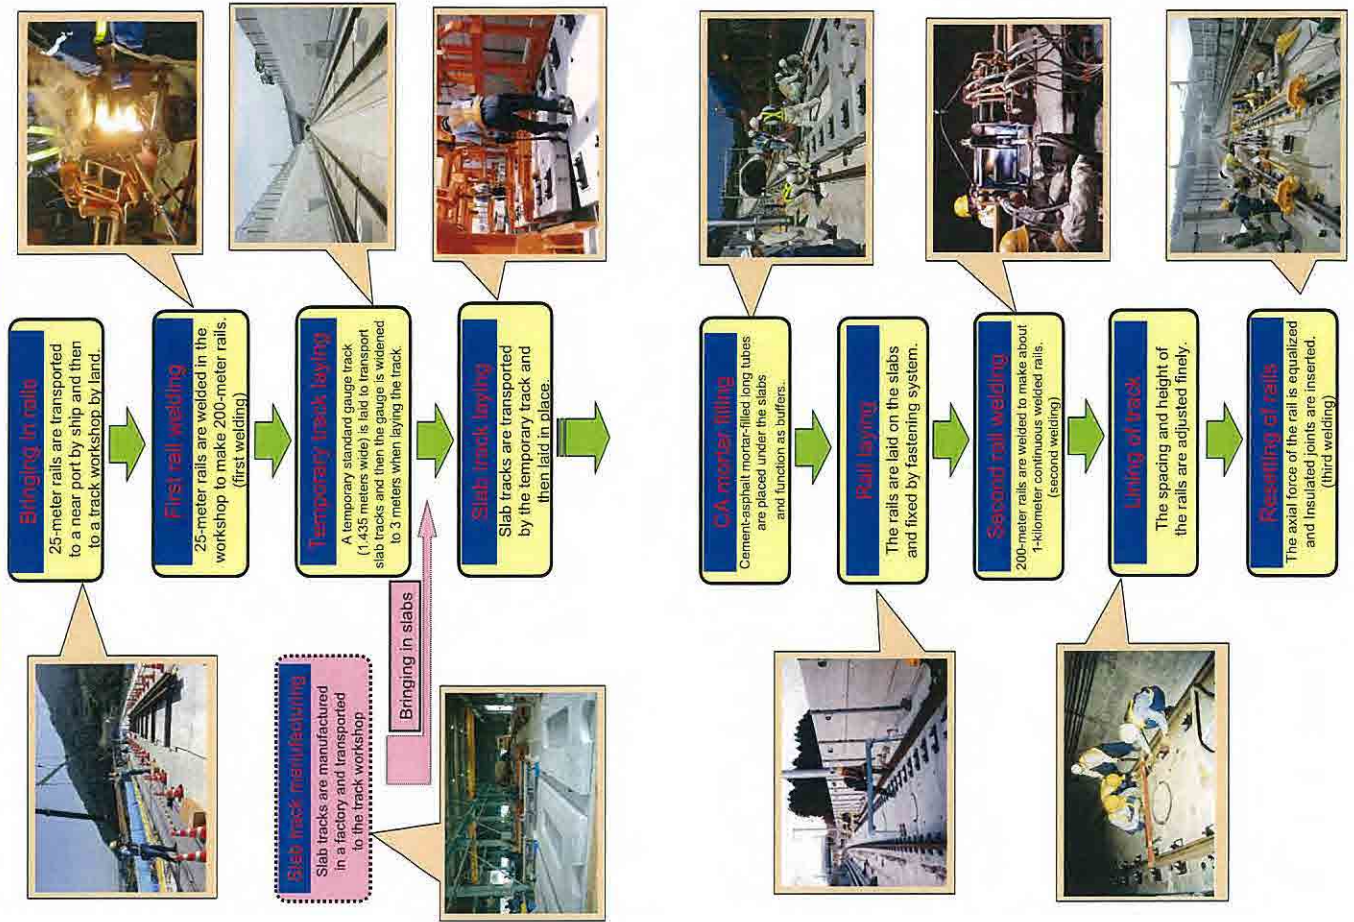 Bringing in rails
25-meter rails are transported
to a near port by ship and then
to a track workshop by land.
First rail welding
25-meter rails are welded in the
workshop to make 200-meter rails.
(first welding)
Temporary track laying
A temporary standard gauge track
(1.435 meters wide) is laid to transport
slab tracks and then the gauge is widened
to 3 meters when laying the track.
Slab track manufacturing
Slab tracks are manufactured
in a factory and transported
to the track workshop
Bringing in slabs
Slab track laying
Slab tracks are transported
by the temporary track and
then laid in place.
CA mortar filling
Cement-asphalt mortar-filled long tubes
are placed under the slabs
and function as buffers.
Rail laying
The rails are laid on the slabs
and fixed by fastening system.
Second rail welding
200-meter rails are welded to make about
1-kilometer continuous welded rails.
(second welding)
Lining of track
The spacing and height of
the rails are adjusted finely.
Resetting of rails
The axial force of the rail is equalized
and Insulated joints are inserted.
(third welding)